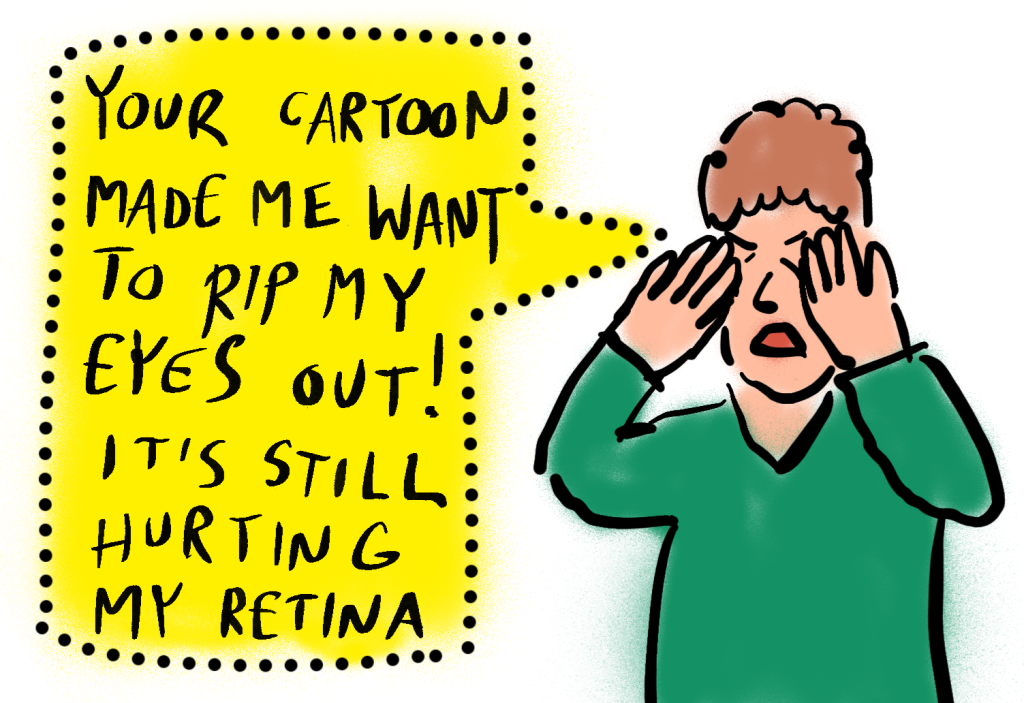 YOUR CARTOON
MADE ME WANT
TO RIP MY
EYES OUT!
IT'S STILL
HURTING
MY RETINA